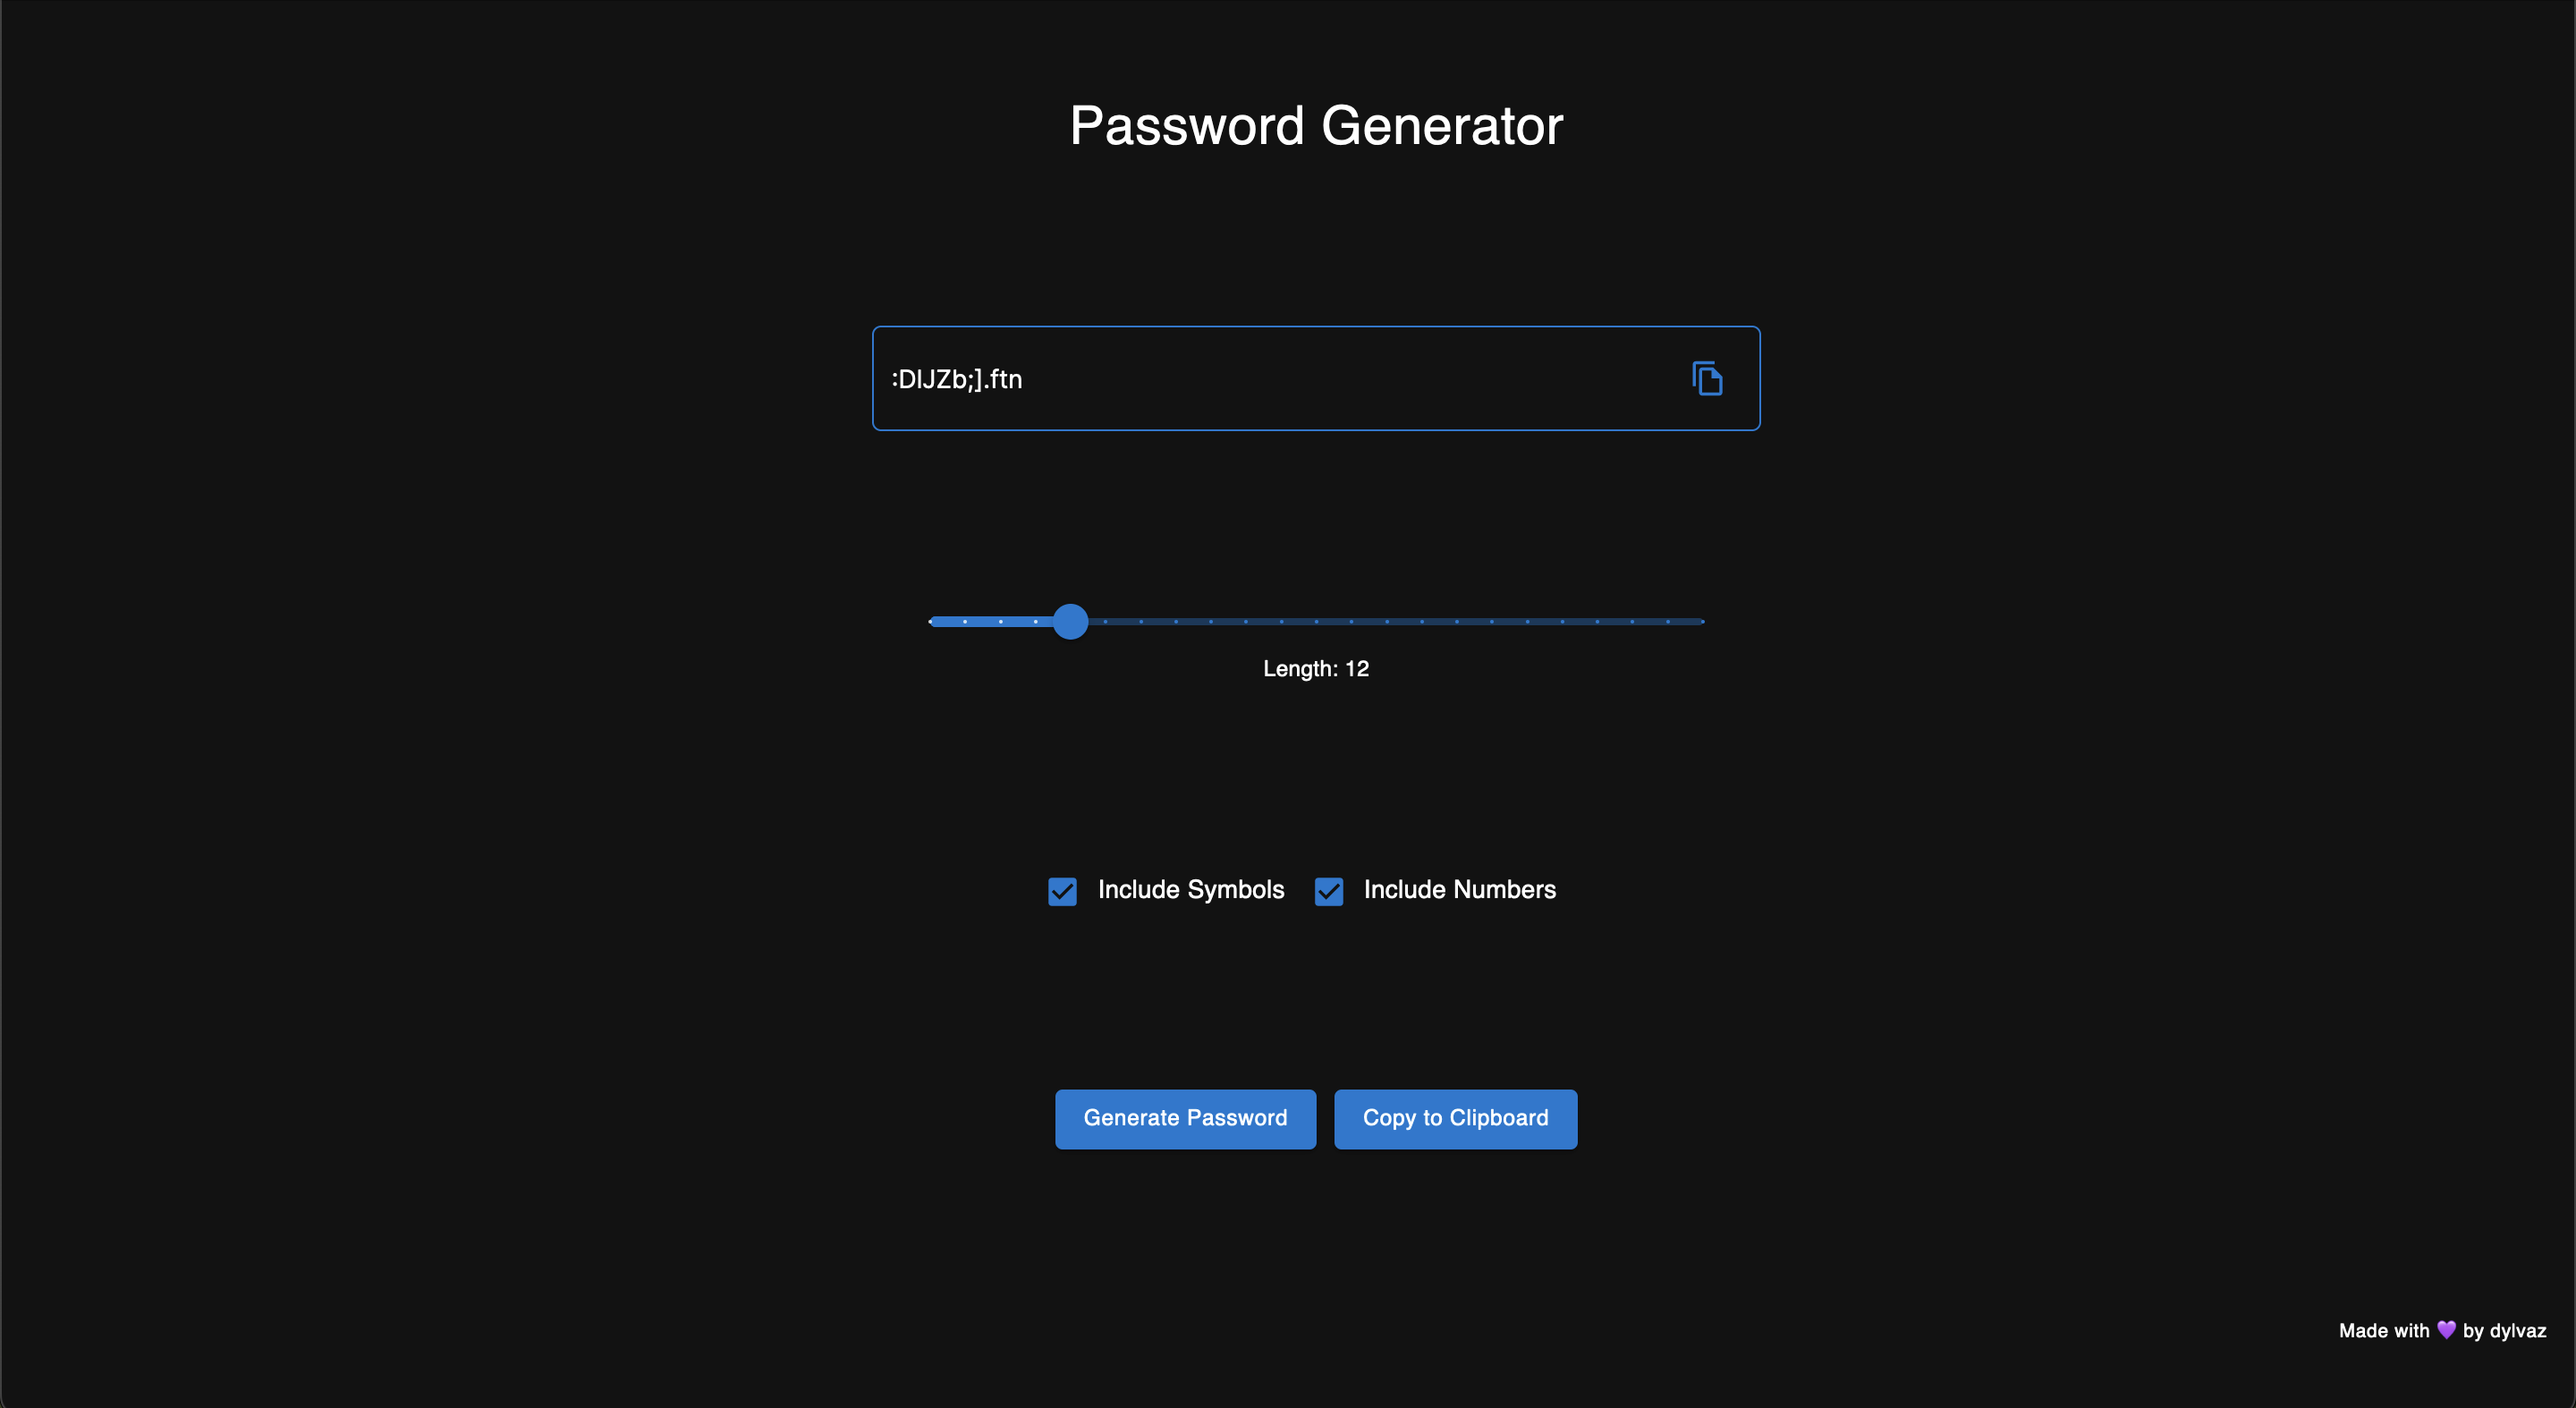 Password Generator
:DIJZb;].ftn
Length: 12
Include Symbols Include Numbers
Generate Password Copy to Clipboard
Made with 💜 by dylvaz